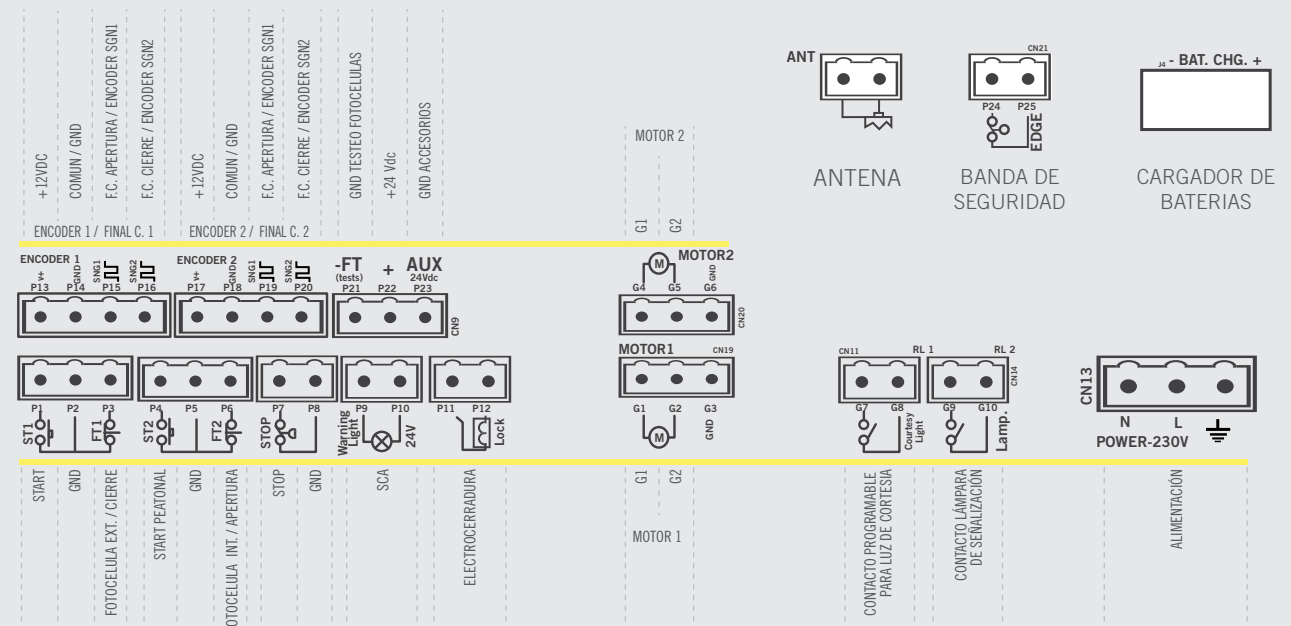 +12VDC
COMUN / GND
F.C. APERTURA / ENCODER SGN1
F.C. CIERRE / ENCODER SGN2
+12VDC
COMUN / GND
F.C. APERTURA / ENCODER SGN1
F.C. CIERRE / ENCODER SGN2
GND TESTEO FOTOCELULAS
+24 Vdc
GND ACCESORIOS
ENCODER 1 / FINAL C. 1
ENCODER 2 / FINAL C. 2
MOTOR 2
G1
G2
ANT
ANTENA
CN21
P24 P25
EDGE
BANDA DE
SEGURIDAD
J4 - BAT. CHG. +
CARGADOR DE
BATERIAS
ENCODER 1
V+
GND
SNG1
SNG2
P13 P14 P15 P16
ENCODER 2
V+
GND
SNG1
SNG2
P17 P18 P19 P20
-FT + AUX
(tests) 24Vdc
P21 P22 P23
CN9
MOTOR2
M
GND
G4 G5 G6
CN20
MOTOR1 CN19
G1 G2 G3
M
GND
P1 P2 P3
ST1
FT1
P4 P5 P6
ST2
FT2
P7 P8
STOP
P9 P10
Warning
Light
24V
P11 P12
Lock
CN11 RL 1
G7 G8
Courtesy
Light
RL 2
CN14
G9 G10
Lamp.
CN13
N L
POWER-230V
START
GND
FOTOCELULA EXT. / CIERRE
START PEATONAL
GND
OTOCELULA INT. / APERTURA
STOP
GND
SCA
ELECTROCERRADURA
G1
G2
MOTOR 1
CONTACTO PROGRAMABLE
PARA LUZ DE CORTESIA
CONTACTO LÁMPARA
DE SEÑALIZACIÓN
ALIMENTACIÓN